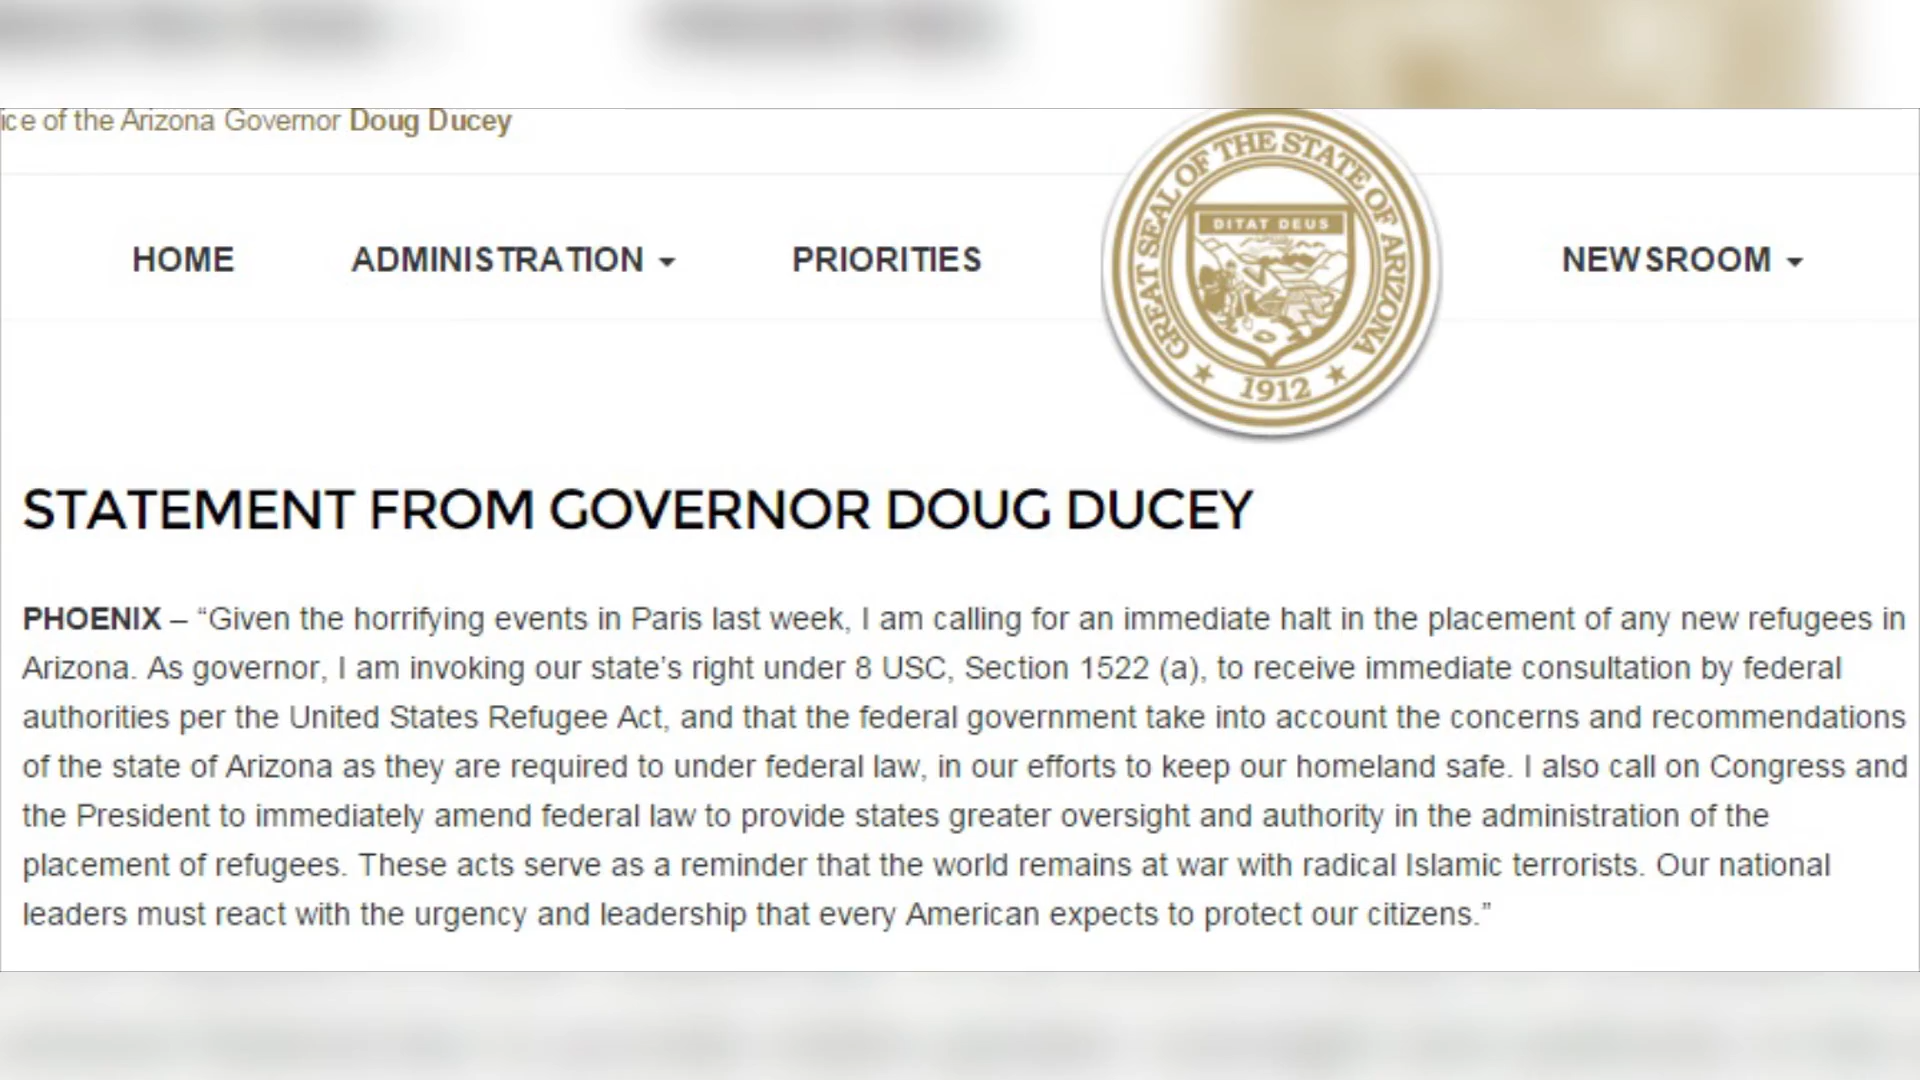 ice of the Arizona Governor Doug Ducey
HOME ADMINISTRATION PRIORITIES NEWSROOM
GREAT SEAL OF THE STATE OF ARIZONA
DITAT DEUS
1912
STATEMENT FROM GOVERNOR DOUG DUCEY
PHOENIX – “Given the horrifying events in Paris last week, I am calling for an immediate halt in the placement of any new refugees in
Arizona. As governor, I am invoking our state’s right under 8 USC, Section 1522 (a), to receive immediate consultation by federal
authorities per the United States Refugee Act, and that the federal government take into account the concerns and recommendations
of the state of Arizona as they are required to under federal law, in our efforts to keep our homeland safe. I also call on Congress and
the President to immediately amend federal law to provide states greater oversight and authority in the administration of the
placement of refugees. These acts serve as a reminder that the world remains at war with radical Islamic terrorists. Our national
leaders must react with the urgency and leadership that every American expects to protect our citizens.”